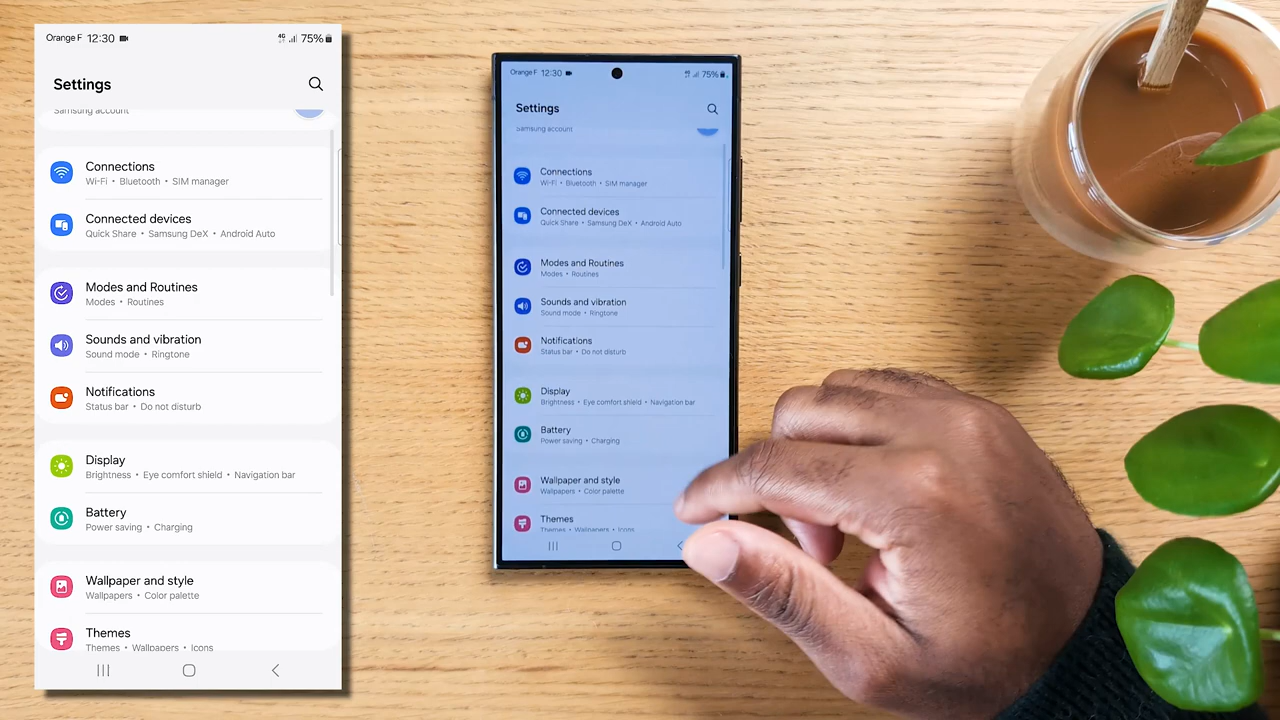 Orange F 12:30 4G 75%
Settings
Samsung account
Connections
Wi-Fi • Bluetooth • SIM manager
Connected devices
Quick Share • Samsung DeX • Android Auto
Modes and Routines
Modes • Routines
Sounds and vibration
Sound mode • Ringtone
Notifications
Status bar • Do not disturb
Display
Brightness • Eye comfort shield • Navigation bar
Battery
Power saving • Charging
Wallpaper and style
Wallpapers • Color palette
Themes
Themes • Wallpapers • Icons
Orange F 12:30 4G 75%
Settings
Samsung account
Connections
Wi-Fi • Bluetooth • SIM manager
Connected devices
Quick Share • Samsung DeX • Android Auto
Modes and Routines
Modes • Routines
Sounds and vibration
Sound mode • Ringtone
Notifications
Status bar • Do not disturb
Display
Brightness • Eye comfort shield • Navigation bar
Battery
Power saving • Charging
Wallpaper and style
Wallpapers • Color palette
Themes
Themes • Wallpapers • Icons